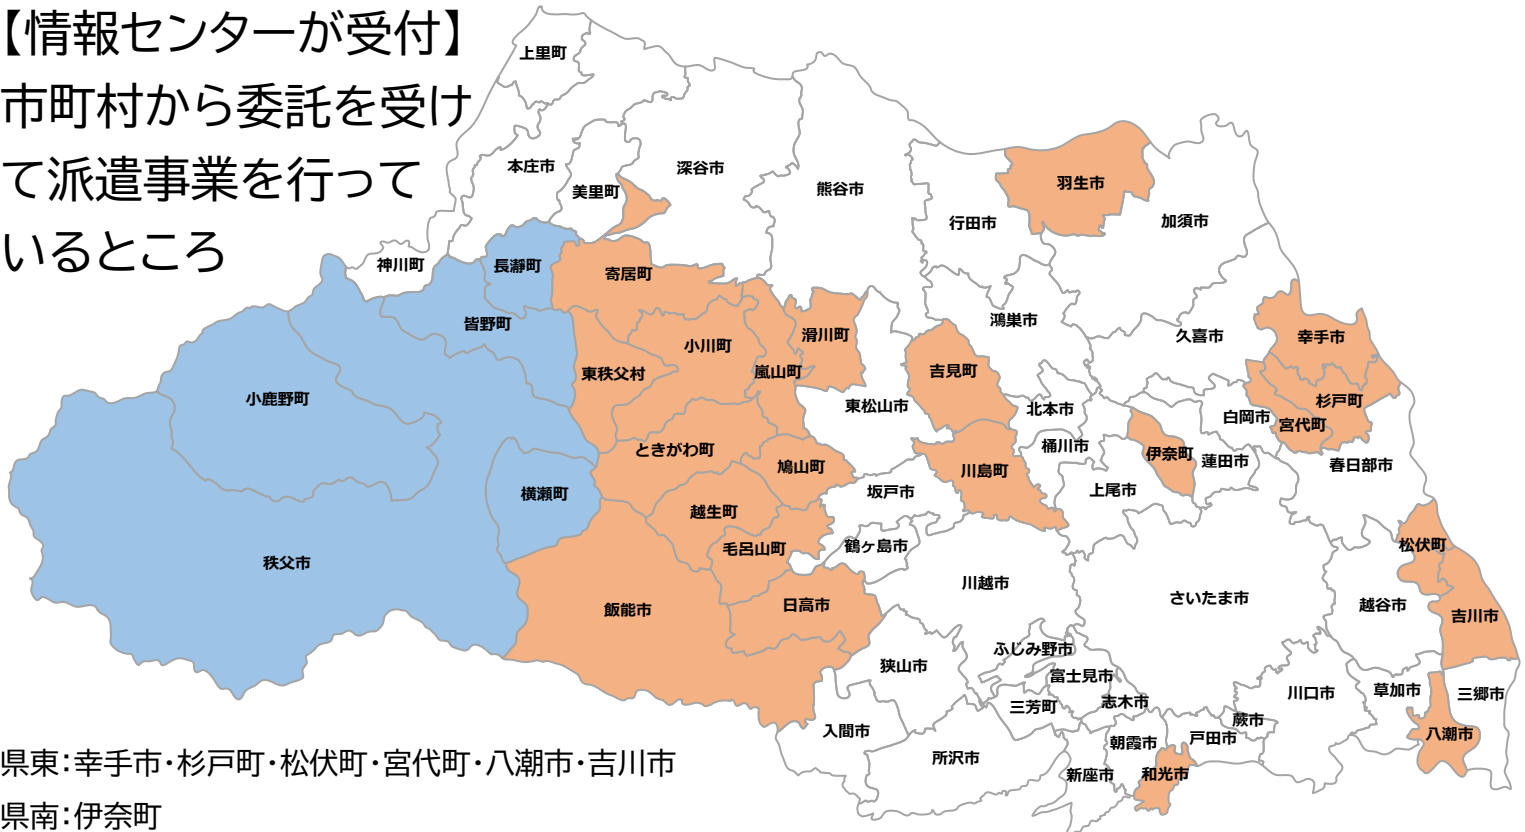 【情報センターが受付】
市町村から委託を受け
て派遣事業を行って
いるところ
上里町
本庄市
美里町
深谷市
熊谷市
行田市
羽生市
加須市
神川町
長瀞町
寄居町
皆野町
小川町
滑川町
鴻巣市
久喜市
幸手市
東秩父村
嵐山町
吉見町
小鹿野町
東松山市
北本市
白岡市
杉戸町
宮代町
ときがわ町
鳩山町
川島町
桶川市
伊奈町
蓮田市
春日部市
横瀬町
坂戸市
上尾市
越生町
毛呂山町
鶴ヶ島市
松伏町
秩父市
飯能市
日高市
川越市
さいたま市
越谷市
吉川市
狭山市
ふじみ野市
富士見市
三芳町
志木市
川口市
草加市
三郷市
入間市
所沢市
朝霞市
戸田市
蕨市
八潮市
新座市
和光市
県東：幸手市・杉戸町・松伏町・宮代町・八潮市・吉川市
県南：伊奈町